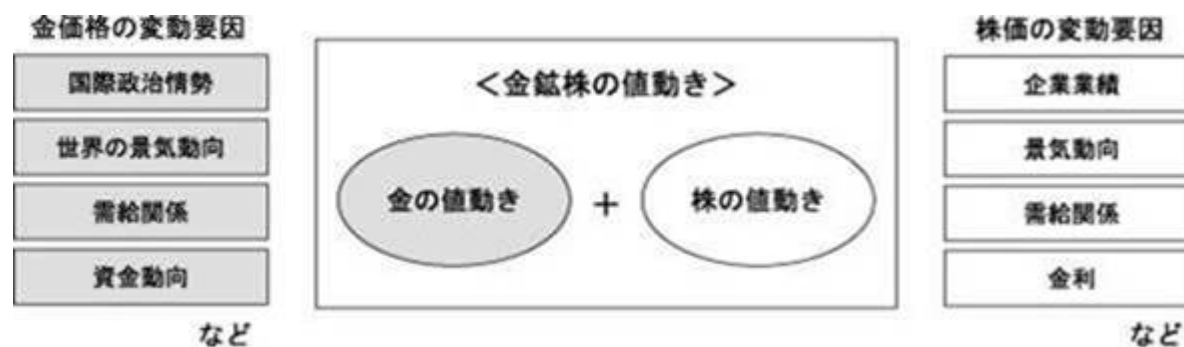 金価格の変動要因
国際政治情勢
世界の景気動向
需給関係
資金動向
など
＜金鉱株の値動き＞
金の値動き
+
株の値動き
株価の変動要因
企業業績
景気動向
需給関係
金利
など